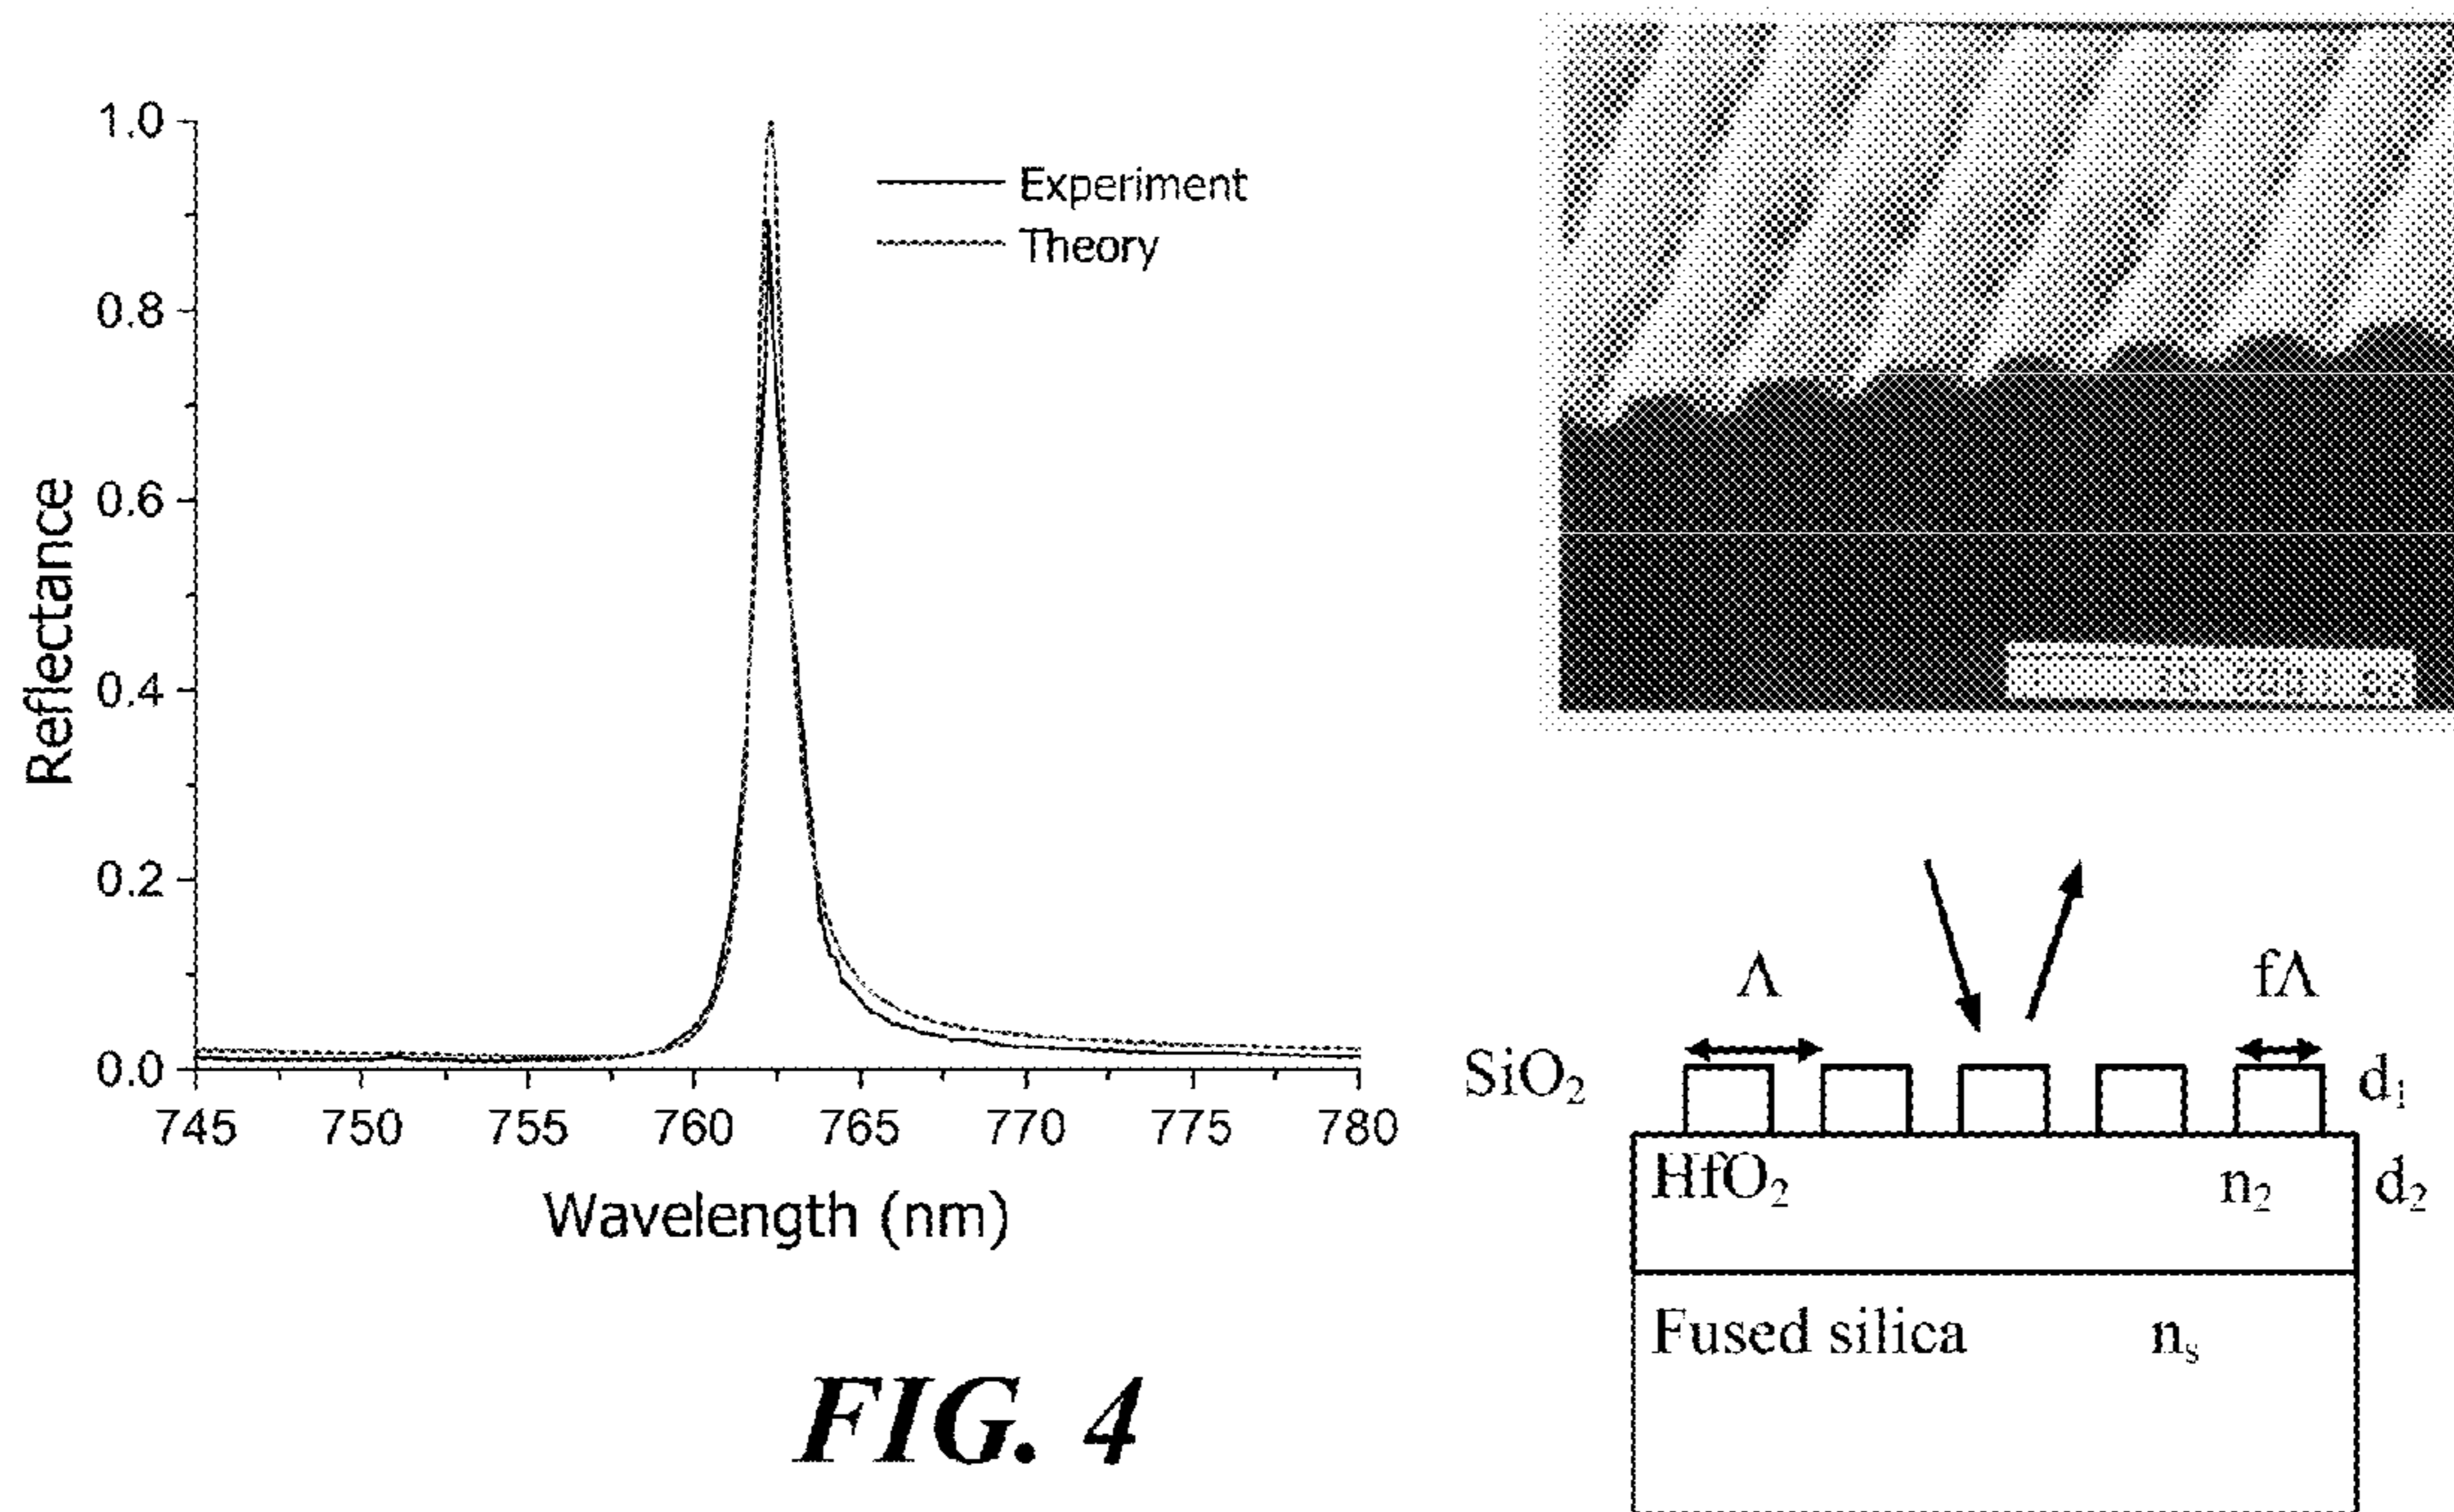 1.0
0.8
0.6
0.4
0.2
0.0
Reflectance
Experiment
Theory
745 750 755 760 765 770 775 780
Wavelength (nm)
Λ fΛ
SiO₂ d₁
HfO₂ n₂ d₂
Fused silica nₛ
FIG. 4